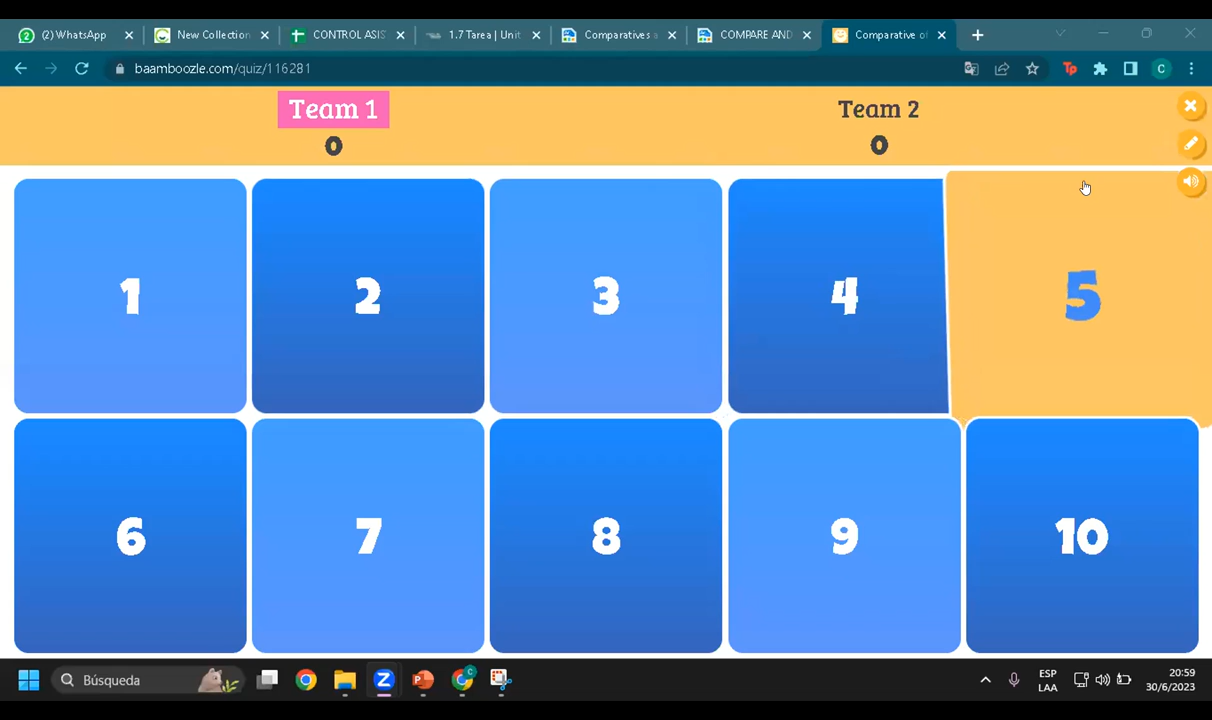 (2) WhatsApp
New Collection
CONTROL ASIS
1.7 Tarea | Unit
Comparatives a
COMPARE AND
Comparative of
baamboozle.com/quiz/116281
Tp
C
Team 1
0
Team 2
0
1
2
3
4
5
6
7
8
9
10
Búsqueda
ESP
LAA
20:59
30/6/2023